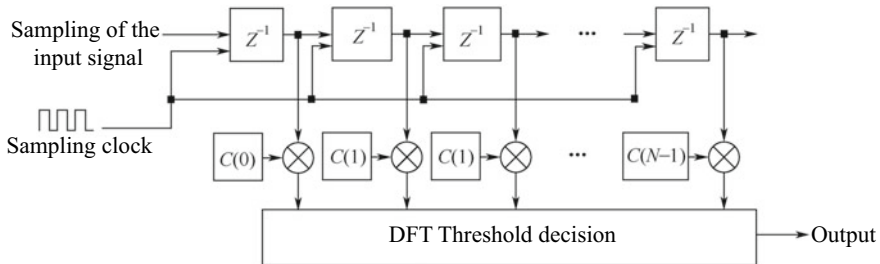 Sampling of the
input signal
Z⁻¹
Z⁻¹
Z⁻¹
...
Z⁻¹
Sampling clock
C(0)
C(1)
C(1)
...
C(N−1)
DFT Threshold decision
Output